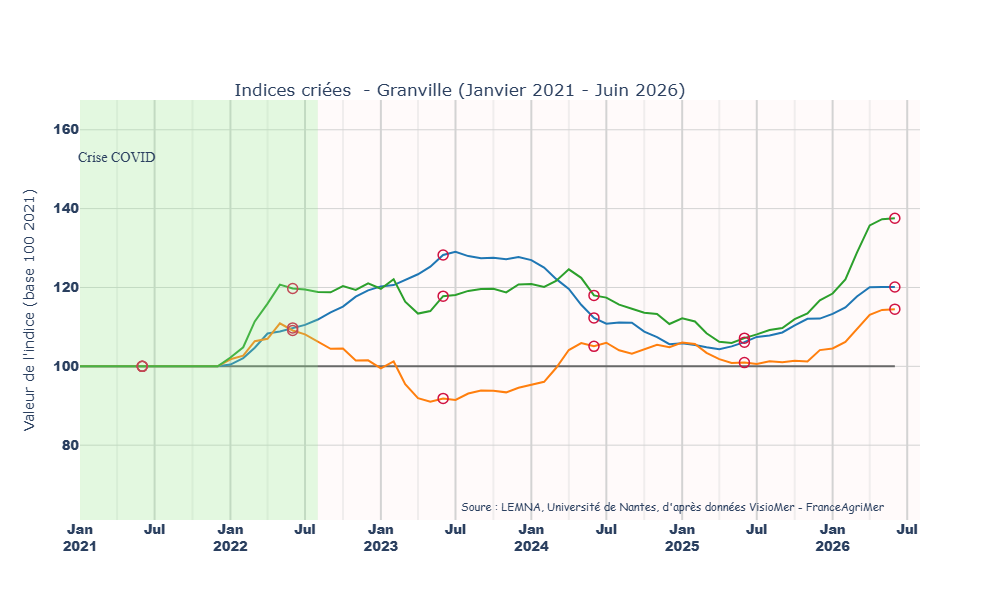 Indices criées  - Granville (Janvier 2021 - Juin 2026)
160
Crise COVID
140
120
100
80
Valeur de l'indice (base 100 2021)
Soure : LEMNA, Université de Nantes, d'après données VisioMer - FranceAgriMer
Jan Jul Jan Jul Jan Jul Jan Jul Jan Jul Jan Jul
2021 2022 2023 2024 2025 2026